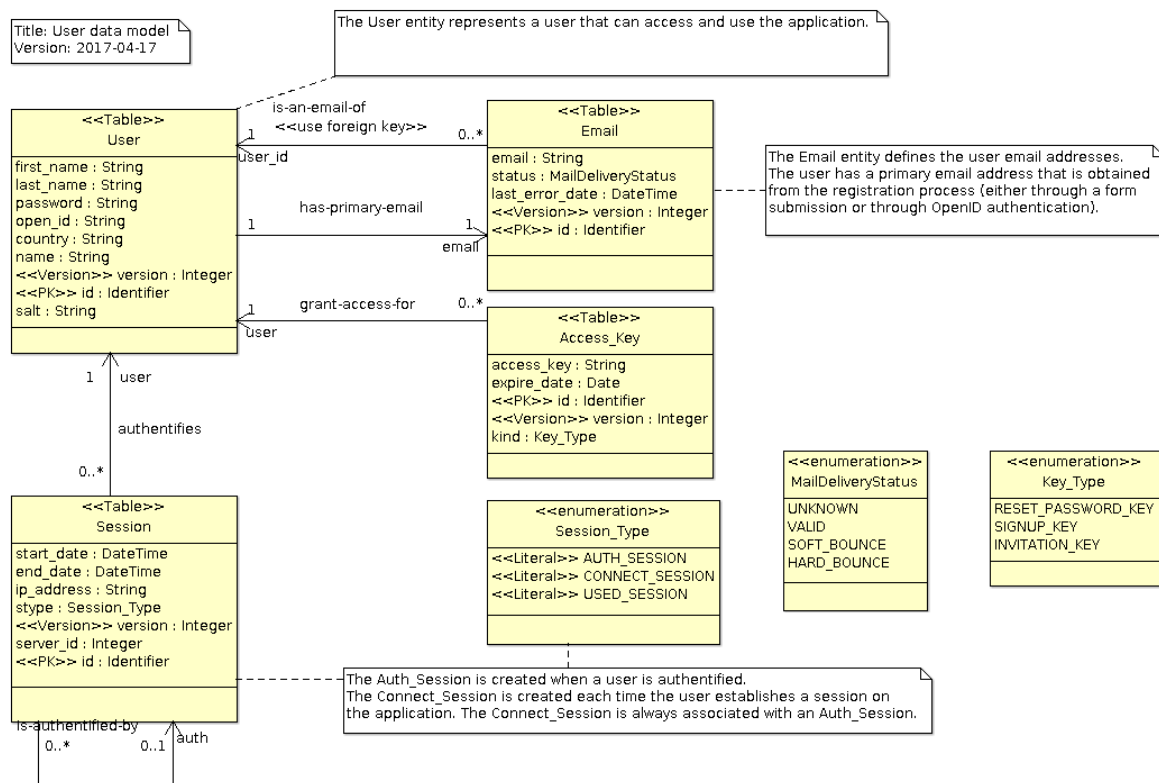 Title: User data model
Version: 2017-04-17
The User entity represents a user that can access and use the application.
<<Table>>
User
first_name : String
last_name : String
password : String
open_id : String
country : String
name : String
<<Version>> version : Integer
<<PK>> id : Identifier
salt : String
is-an-email-of
1
<<use foreign key>>
0..*
user_id
has-primary-email
1
1
email
grant-access-for
1
0..*
user
<<Table>>
Email
email : String
status : MailDeliveryStatus
last_error_date : DateTime
<<Version>> version : Integer
<<PK>> id : Identifier
The Email entity defines the user email addresses.
The user has a primary email address that is obtained
from the registration process (either through a form
submission or through OpenID authentication).
<<Table>>
Access_Key
access_key : String
expire_date : Date
<<PK>> id : Identifier
<<Version>> version : Integer
kind : Key_Type
1
user
authentifies
0..*
<<Table>>
Session
start_date : DateTime
end_date : DateTime
ip_address : String
stype : Session_Type
<<Version>> version : Integer
server_id : Integer
<<PK>> id : Identifier
is-authentified-by
0..*
0..1
auth
<<enumeration>>
Session_Type
<<Literal>> AUTH_SESSION
<<Literal>> CONNECT_SESSION
<<Literal>> USED_SESSION
<<enumeration>>
MailDeliveryStatus
UNKNOWN
VALID
SOFT_BOUNCE
HARD_BOUNCE
<<enumeration>>
Key_Type
RESET_PASSWORD_KEY
SIGNUP_KEY
INVITATION_KEY
The Auth_Session is created when a user is authentified.
The Connect_Session is created each time the user establishes a session on
the application. The Connect_Session is always associated with an Auth_Session.